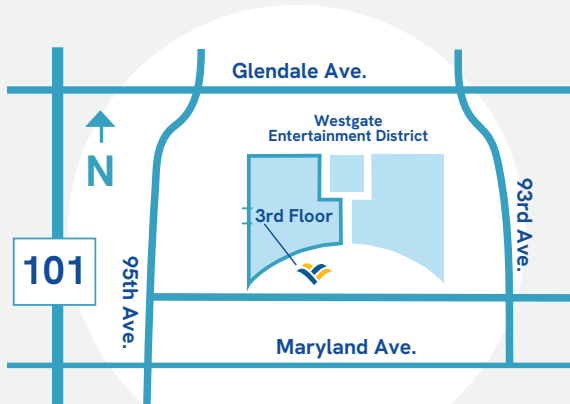 Glendale Ave.
Westgate
Entertainment District
N
3rd Floor
93rd Ave.
101
95th Ave.
Maryland Ave.